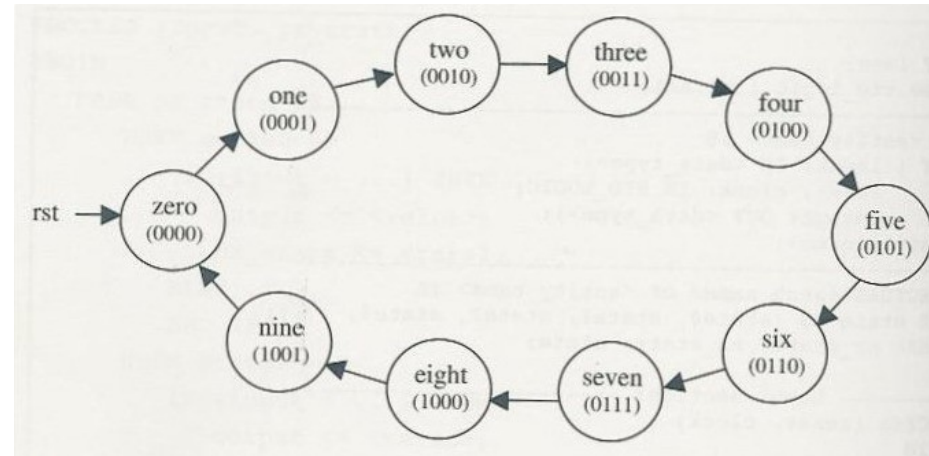 rst
zero
(0000)
one
(0001)
two
(0010)
three
(0011)
four
(0100)
five
(0101)
six
(0110)
seven
(0111)
eight
(1000)
nine
(1001)